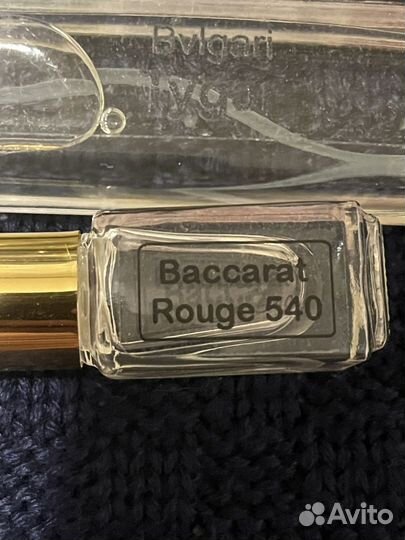 Bvlgari
Baccarat
Rouge 540
Avito